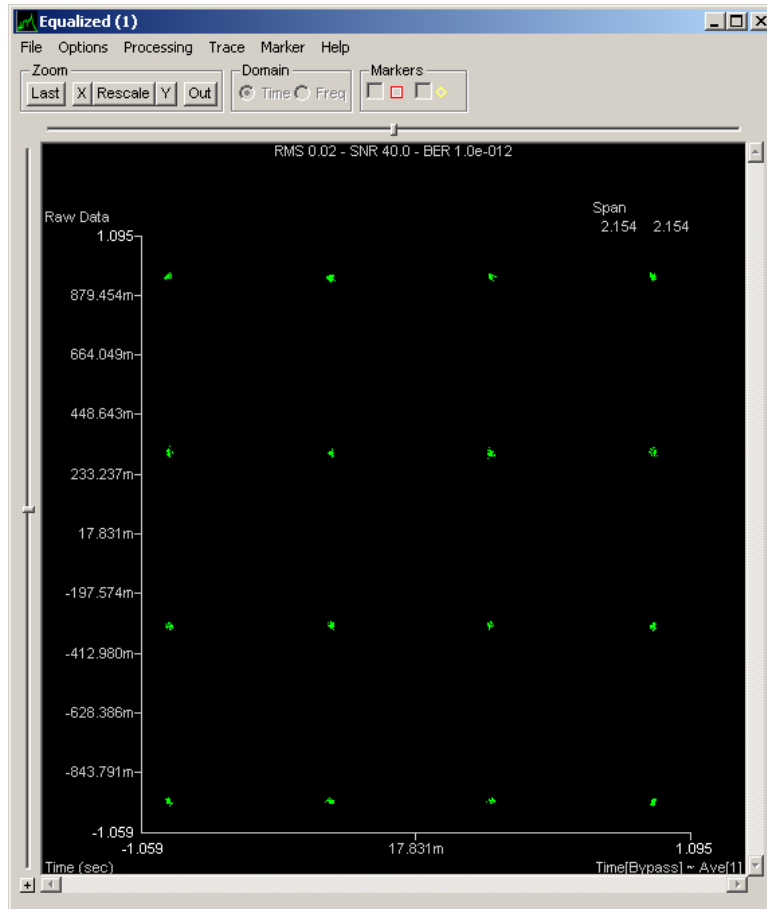 Equalized (1)
File Options Processing Trace Marker Help
Zoom Domain Markers
Last X Rescale Y Out Time Freq
RMS 0.02 - SNR 40.0 - BER 1.0e-012
Span
2.154 2.154
Raw Data
1.095
879.454m
664.049m
448.643m
233.237m
17.831m
-197.574m
-412.980m
-628.386m
-843.791m
-1.059
-1.059 17.831m 1.095
Time (sec) Time[Bypass] ~ Ave[1]
+